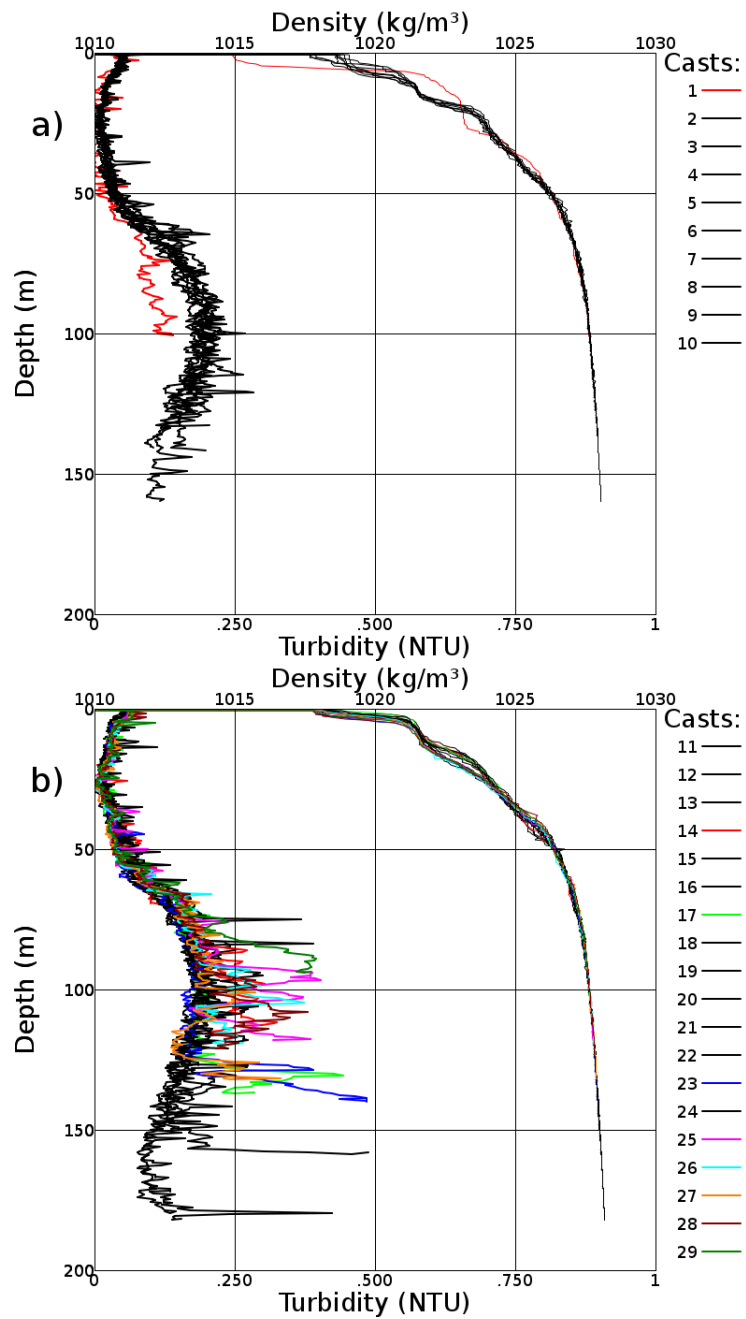 Density (kg/m³)
1010 1015 1020 1025 1030
a)
Casts:
1
2
3
4
5
6
7
8
9
10
0
50
100
150
200
Depth (m)
0 .250 .500 .750 1
Turbidity (NTU)
Density (kg/m³)
1010 1015 1020 1025 1030
b)
Casts:
11
12
13
14
15
16
17
18
19
20
21
22
23
24
25
26
27
28
29
0
50
100
150
200
Depth (m)
0 .250 .500 .750 1
Turbidity (NTU)